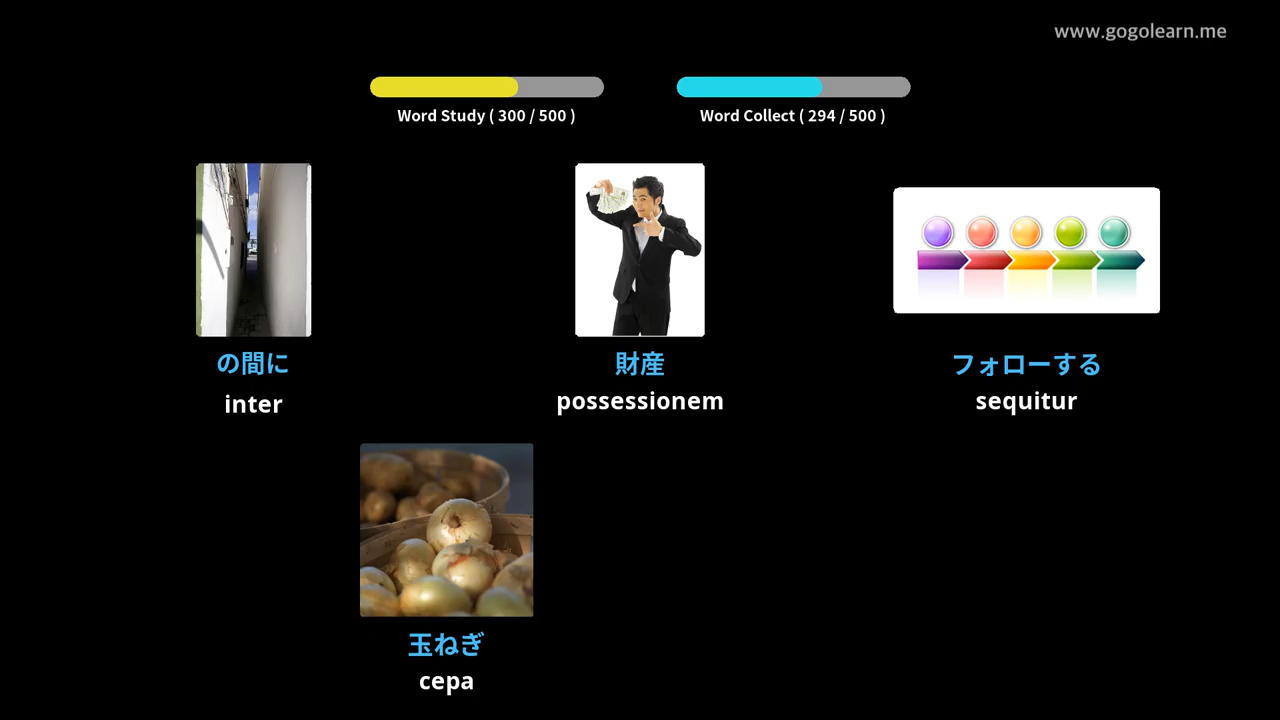 www.gogolearn.me
Word Study ( 300 / 500 )
Word Collect ( 294 / 500 )
の間に
inter
財産
possessionem
フォローする
sequitur
玉ねぎ
cepa